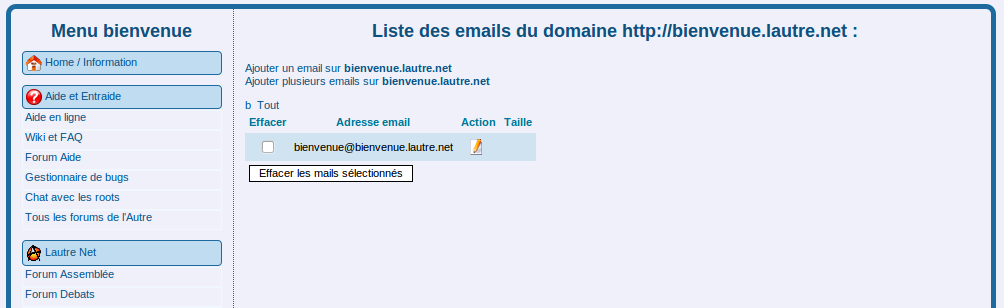 Menu bienvenue
Home / Information
Aide et Entraide
Aide en ligne
Wiki et FAQ
Forum Aide
Gestionnaire de bugs
Chat avec les roots
Tous les forums de l'Autre
Lautre Net
Forum Assemblée
Forum Debats
Liste des emails du domaine http://bienvenue.lautre.net :
Ajouter un email sur bienvenue.lautre.net
Ajouter plusieurs emails sur bienvenue.lautre.net
b Tout
Effacer Adresse email Action Taille
bienvenue@bienvenue.lautre.net
Effacer les mails sélectionnés